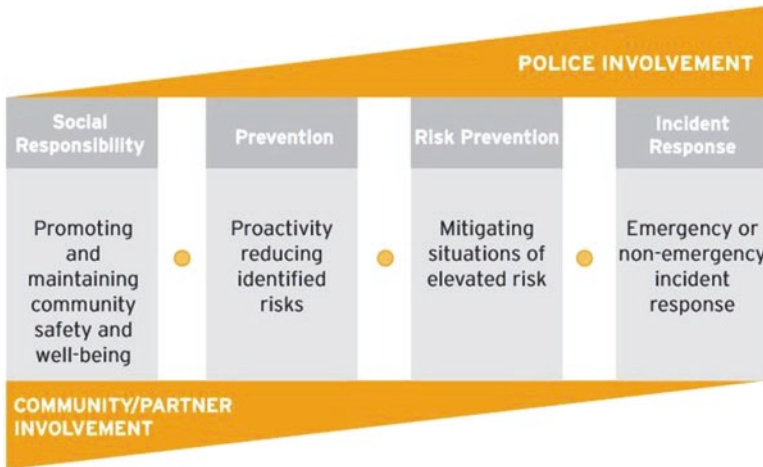 POLICE INVOLVEMENT
Social
Responsibility
Promoting
and
maintaining
community
safety and
well-being
Prevention
Proactivity
reducing
identified
risks
Risk Prevention
Mitigating
situations of
elevated risk
Incident
Response
Emergency or
non-emergency
incident
response
COMMUNITY/PARTNER
INVOLVEMENT